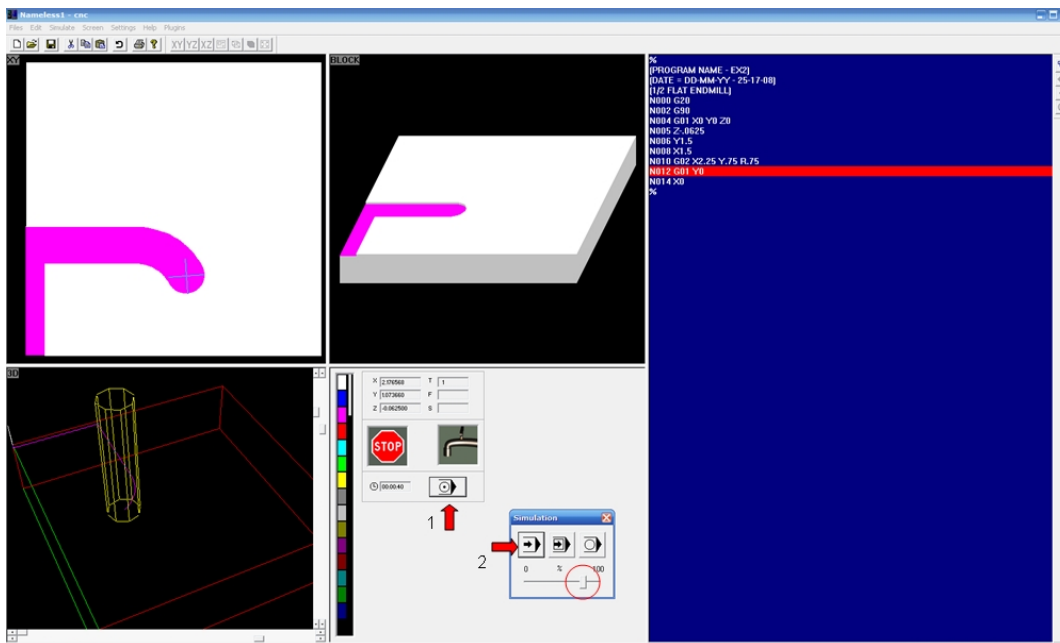 Nameless1 - cnc
Files Edit Simulate Screen Settings Help Plugins
XY YZ XZ
XY
BLOCK
%
(PROGRAM NAME - EX2)
(DATE = DD-MM-YY - 25-17-08)
(1/2 FLAT ENDMILL)
N000 G20
N002 G90
N004 G01 X0 Y0 Z0
N005 Z-.0625
N006 Y1.5
N008 X1.5
N010 G02 X2.25 Y.75 R.75
N012 G01 Y0
N014 X0
%
3D
X 2.176560 T 1
Y 1.073660 F
Z -0.062500 S
STOP
00:00:40
1
Simulation
2
0 % 100